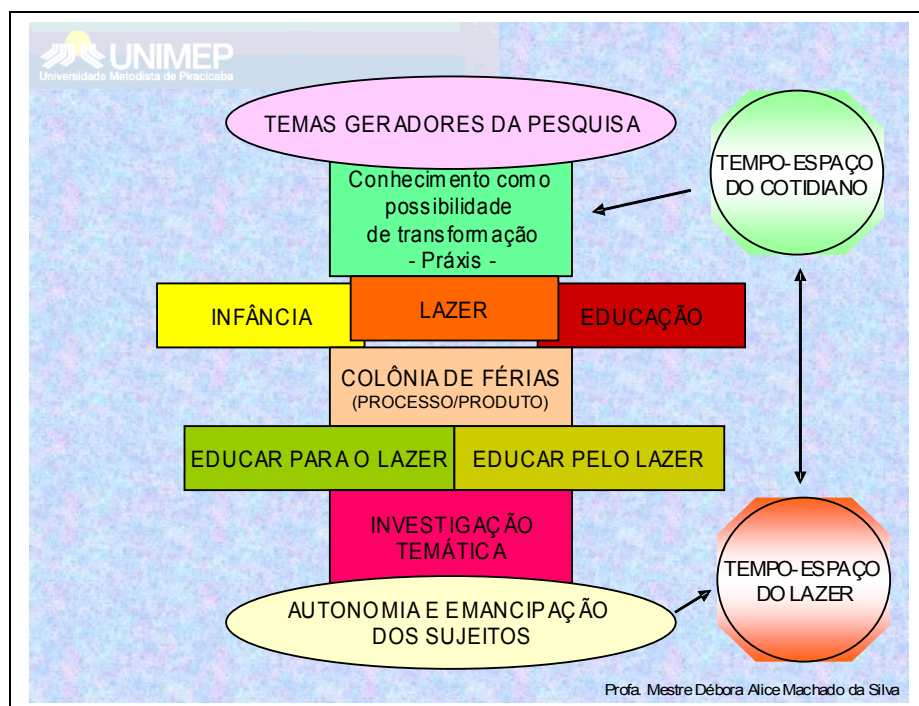 UNIMEP
Universidade Metodista de Piracicaba
TEMAS GERADORES DA PESQUISA
Conhecimento como
possibilidade
de transformação
- Práxis -
TEMPO-ESPAÇO
DO COTIDIANO
INFÂNCIA
LAZER
EDUCAÇÃO
COLÔNIA DE FÉRIAS
(PROCESSO/PRODUTO)
EDUCAR PARA O LAZER
EDUCAR PELO LAZER
INVESTIGAÇÃO
TEMÁTICA
TEMPO-ESPAÇO
DO LAZER
AUTONOMIA E EMANCIPAÇÃO
DOS SUJEITOS
Profa. Mestre Débora Alice Machado da Silva